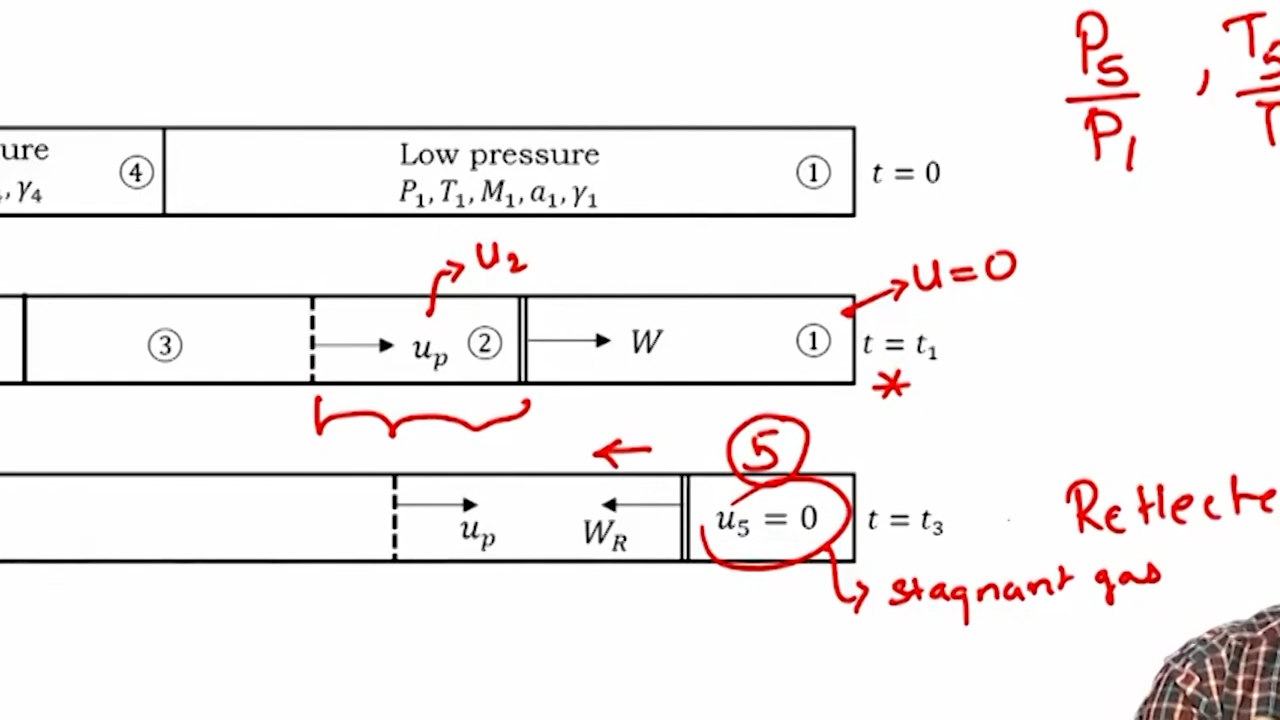 P₅/P₁ , T₅/T
ure ④ Low pressure ① t = 0
, γ₄ P₁, T₁, M₁, a₁, γ₁
u₂ u=0
③ uₚ ② W ① t = t₁
*
⑤
uₚ W_R u₅ = 0 t = t₃ Reflecte
stagnant gas